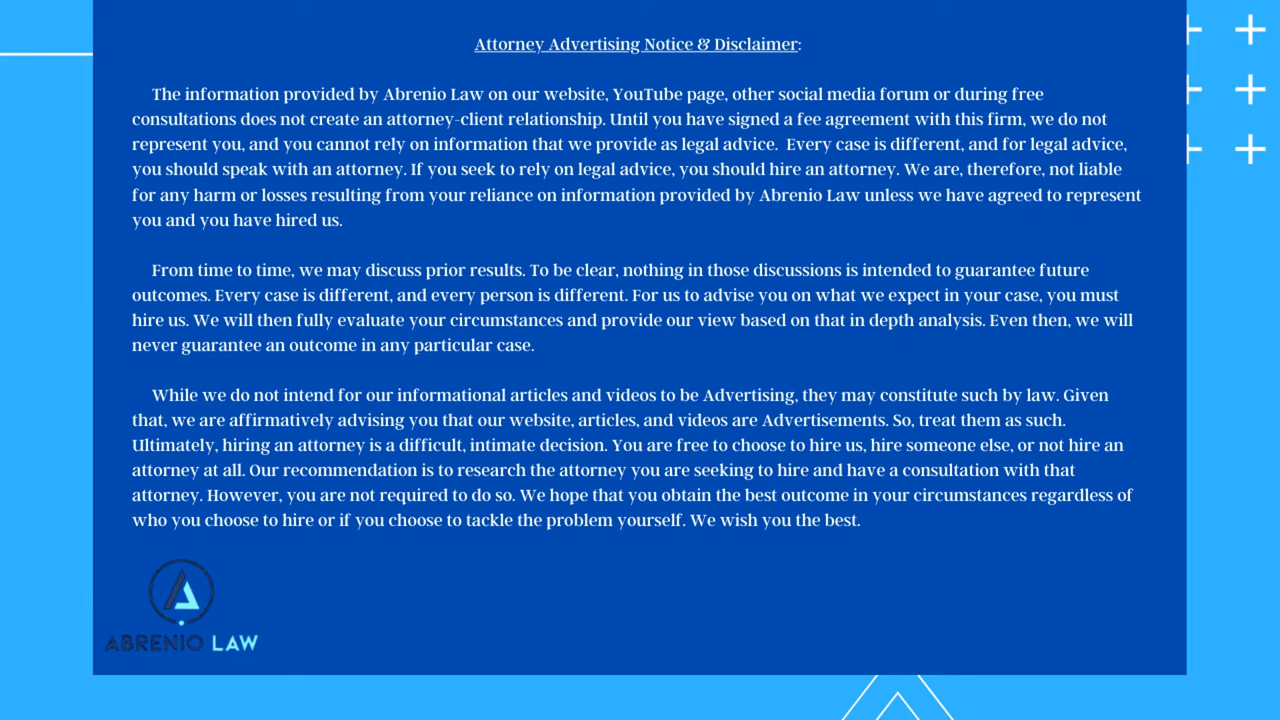 Attorney Advertising Notice & Disclaimer:
The information provided by Abrenio Law on our website, YouTube page, other social media forum or during free
consultations does not create an attorney-client relationship. Until you have signed a fee agreement with this firm, we do not
represent you, and you cannot rely on information that we provide as legal advice.  Every case is different, and for legal advice,
you should speak with an attorney. If you seek to rely on legal advice, you should hire an attorney. We are, therefore, not liable
for any harm or losses resulting from your reliance on information provided by Abrenio Law unless we have agreed to represent
you and you have hired us.
From time to time, we may discuss prior results. To be clear, nothing in those discussions is intended to guarantee future
outcomes. Every case is different, and every person is different. For us to advise you on what we expect in your case, you must
hire us. We will then fully evaluate your circumstances and provide our view based on that in depth analysis. Even then, we will
never guarantee an outcome in any particular case.
While we do not intend for our informational articles and videos to be Advertising, they may constitute such by law. Given
that, we are affirmatively advising you that our website, articles, and videos are Advertisements. So, treat them as such.
Ultimately, hiring an attorney is a difficult, intimate decision. You are free to choose to hire us, hire someone else, or not hire an
attorney at all. Our recommendation is to research the attorney you are seeking to hire and have a consultation with that
attorney. However, you are not required to do so. We hope that you obtain the best outcome in your circumstances regardless of
who you choose to hire or if you choose to tackle the problem yourself. We wish you the best.
ABRENIO LAW